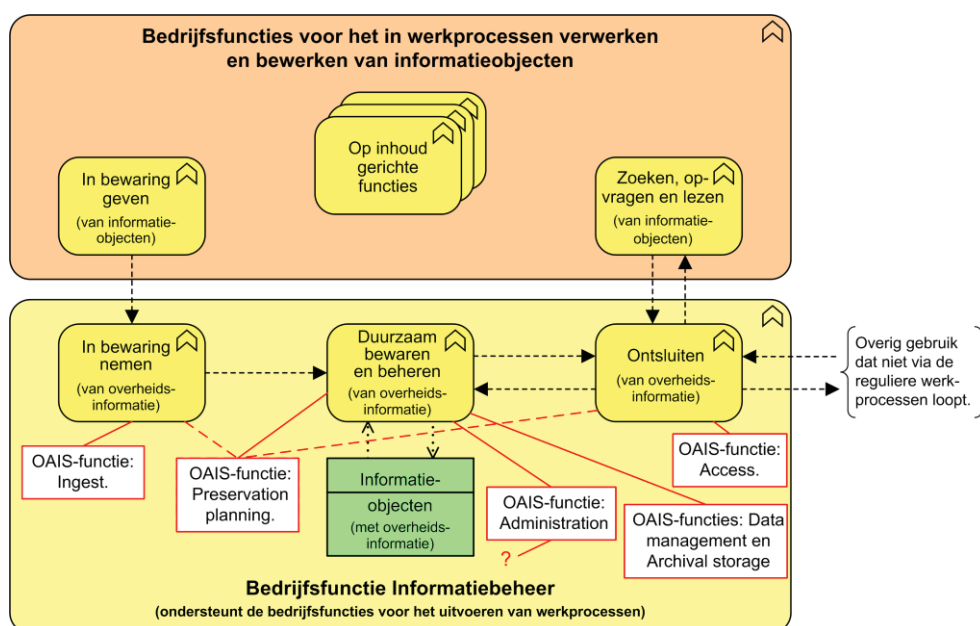 Bedrijfsfuncties voor het in werkprocessen verwerken
en bewerken van informatieobjecten
Op inhoud
gerichte
functies
In bewaring
geven
(van informatie-
objecten)
Zoeken, op-
vragen en lezen
(van informatie-
objecten)
In bewaring
nemen
(van overheids-
informatie)
Duurzaam
bewaren
en beheren
(van overheids-
informatie)
Ontsluiten
(van overheids-
informatie)
Overig gebruik
dat niet via de
reguliere werk-
processen loopt.
OAIS-functie:
Ingest.
OAIS-functie:
Preservation
planning.
Informatie-
objecten
(met overheids-
informatie)
OAIS-functie:
Administration
?
OAIS-functie:
Access.
OAIS-functies: Data
management en
Archival storage
Bedrijfsfunctie Informatiebeheer
(ondersteunt de bedrijfsfuncties voor het uitvoeren van werkprocessen)